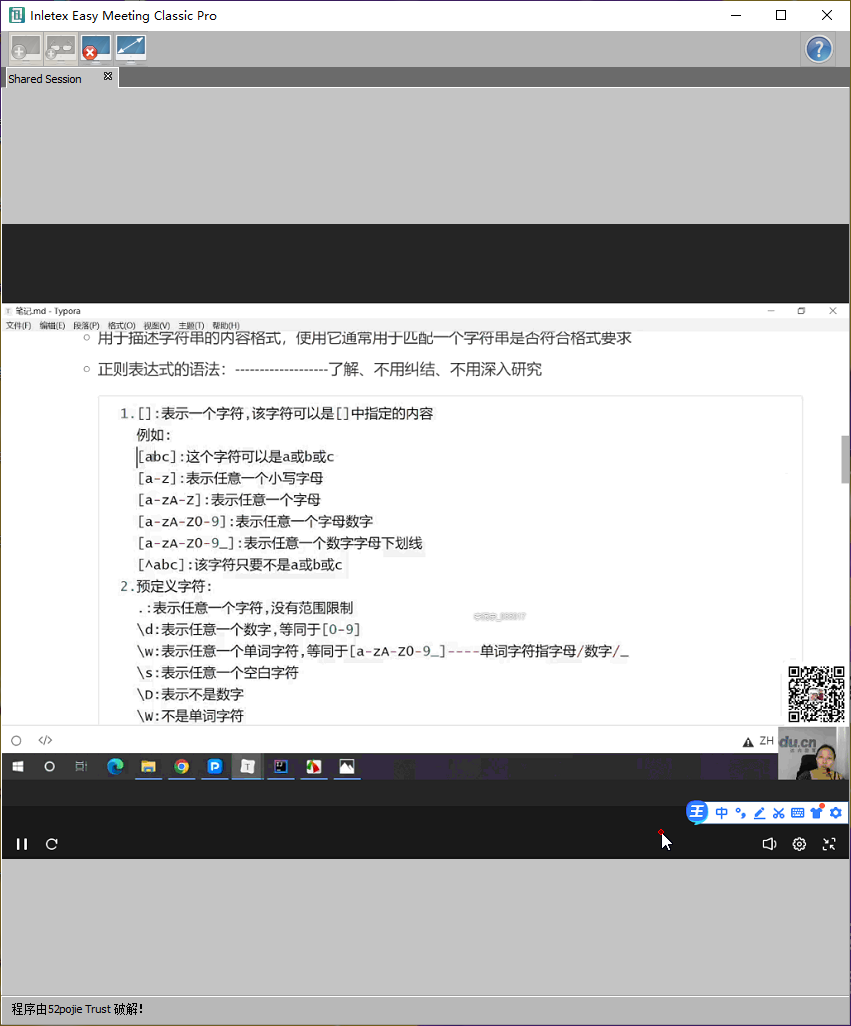 Inletex Easy Meeting Classic Pro
Shared Session
笔记.md - Typora
文件(F) 编辑(E) 段落(P) 格式(O) 视图(V) 主题(T) 帮助(H)
用于描述字符串的内容格式，使用它通常用于匹配一个字符串是否符合格式要求
正则表达式的语法：-------------------了解、不用纠结、不用深入研究
1.[]:表示一个字符,该字符可以是[]中指定的内容
例如:
[abc]:这个字符可以是a或b或c
[a-z]:表示任意一个小写字母
[a-zA-Z]:表示任意一个字母
[a-zA-Z0-9]:表示任意一个字母数字
[a-zA-Z0-9_]:表示任意一个数字字母下划线
[^abc]:该字符只要不是a或b或c
2.预定义字符:
.:表示任意一个字符,没有范围限制
\d:表示任意一个数字,等同于[0-9]
\w:表示任意一个单词字符,等同于[a-zA-Z0-9_]----单词字符指字母/数字/_
\s:表示任意一个空白字符
\D:表示不是数字
\W:不是单词字符
</> ZH
du.cn
王 中
程序由52pojie Trust 破解!